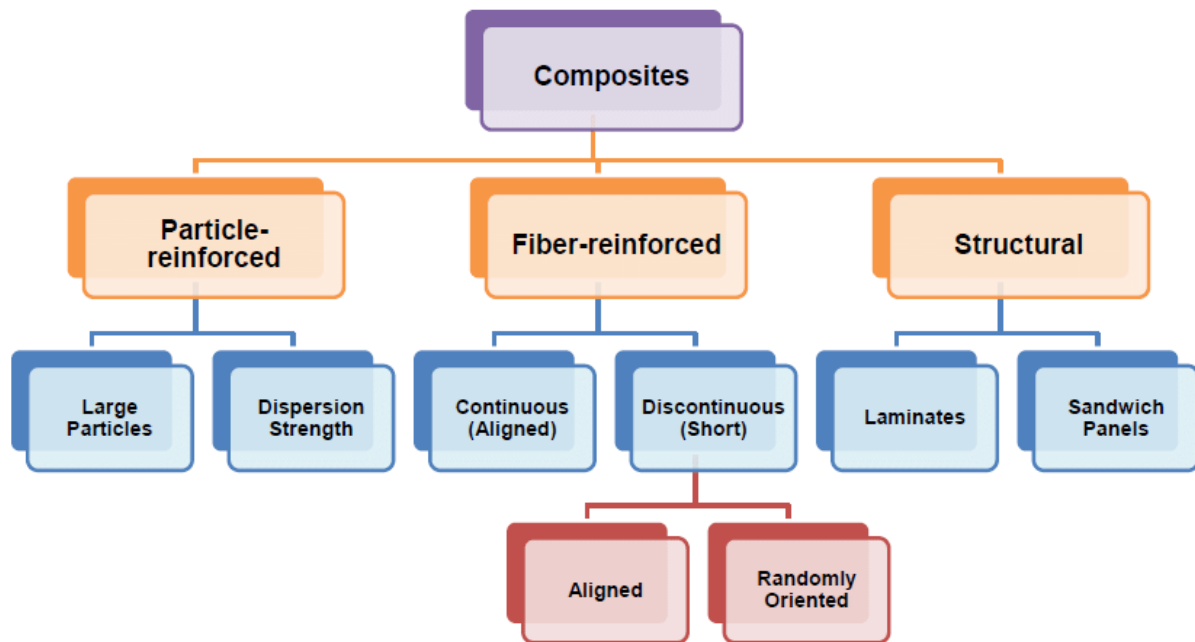 Composites
Particle-
reinforced
Fiber-reinforced
Structural
Large
Particles
Dispersion
Strength
Continuous
(Aligned)
Discontinuous
(Short)
Laminates
Sandwich
Panels
Aligned
Randomly
Oriented